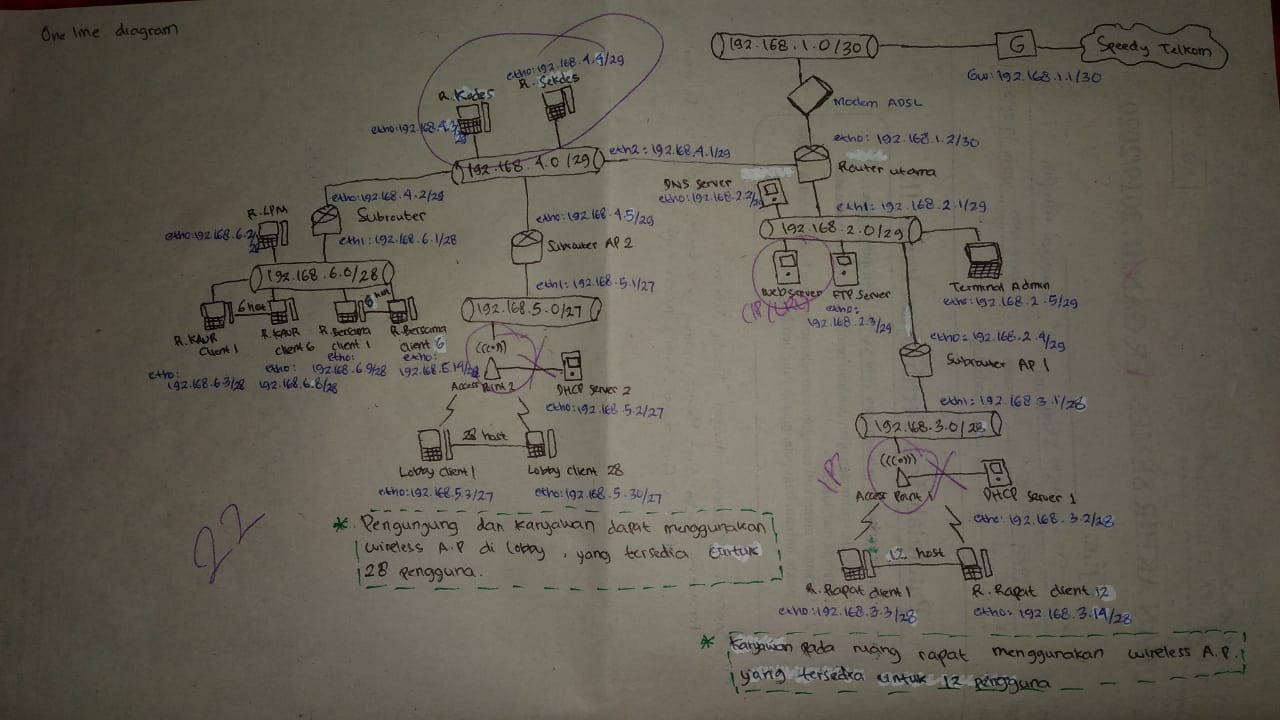 One line diagram
192.168.1.0/30
G
Speedy Telkom
Gw: 192.168.1.1/30
Modem ADSL
eth0: 192.168.1.2/30
Router utama
eth2: 192.168.4.1/29
eth0: 192.168.4.4/29
R. Sekdes
R. Kades
eth0: 192.168.4.3/29
192.168.4.0/29
DNS Server
eth0: 192.168.2.2/29
eth1: 192.168.2.1/29
192.168.2.0/29
Webserver
(IP/URL)
FTP Server
eth0:
192.168.2.3/29
Terminal Admin
eth0: 192.168.2.5/29
eth0: 192.168.4.2/29
Subrouter
eth1: 192.168.6.1/28
R. LPM
eth0: 192.168.6.2/28
192.168.6.0/28
6 host
6 host
R. KAUR
client 1
eth0:
192.168.6.3/28
R. KAUR
client 6
eth0:
192.168.6.8/28
R. Bersama
client 1
eth0:
192.168.6.9/28
R. Bersama
client 6
eth0:
192.168.6.14/28
eth0: 192.168.4.5/29
Subrouter AP 2
eth1: 192.168.5.1/27
192.168.5.0/27
Access Point 2
DHCP Server 2
eth0: 192.168.5.2/27
28 host
Lobby Client 1
eth0: 192.168.5.3/27
Lobby Client 28
eth0: 192.168.5.30/27
eth0: 192.168.2.4/29
Subrouter AP 1
eth1: 192.168.3.1/28
192.168.3.0/28
IP?
Access Point 1
DHCP Server 1
eth0: 192.168.3.2/28
12 host
R. Rapat client 1
eth0: 192.168.3.3/28
R. Rapat client 12
eth0: 192.168.3.14/28
22
* Pengunjung dan Karyawan dapat menggunakan
wireless A.P di lobby, yang tersedia untuk
28 pengguna.
* Karyawan pada ruang rapat menggunakan wireless A.P.
yang tersedia untuk 12 pengguna